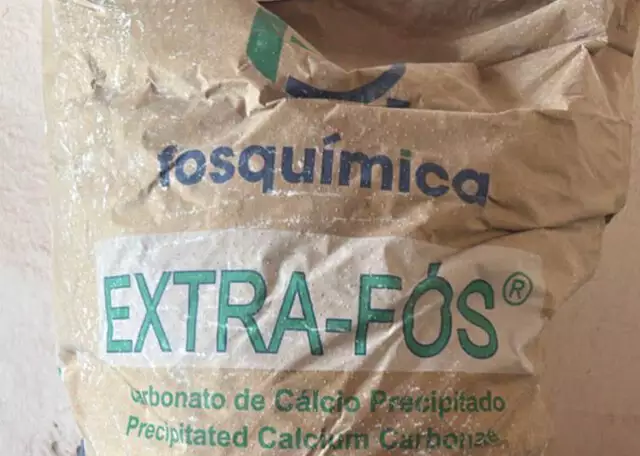 fosquímica
EXTRA-FÓS®
Carbonato de Cálcio Precipitado
Precipitated Calcium Carbonate